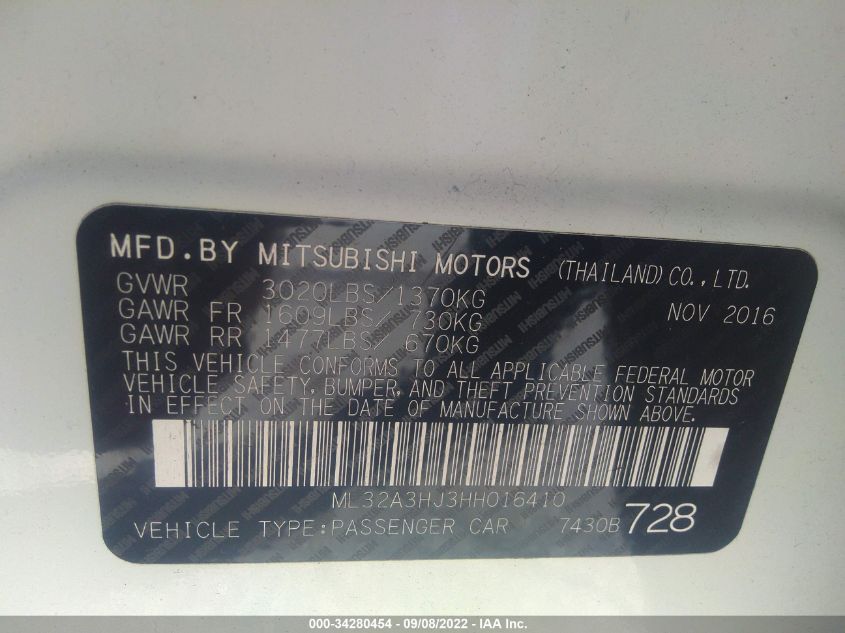 MFD.BY MITSUBISHI MOTORS (THAILAND) CO., LTD.
GVWR 3020LBS/1370KG
GAWR FR 1609LBS/ 730KG NOV 2016
GAWR RR 1477LBS/ 670KG
THIS VEHICLE CONFORMS TO ALL APPLICABLE FEDERAL MOTOR
VEHICLE SAFETY, BUMPER, AND THEFT PREVENTION STANDARDS
IN EFFECT ON THE DATE OF MANUFACTURE SHOWN ABOVE.
ML32A3HJ3HH016410
VEHICLE TYPE:PASSENGER CAR 7430B 728
000-34280454 - 09/08/2022 - IAA Inc.